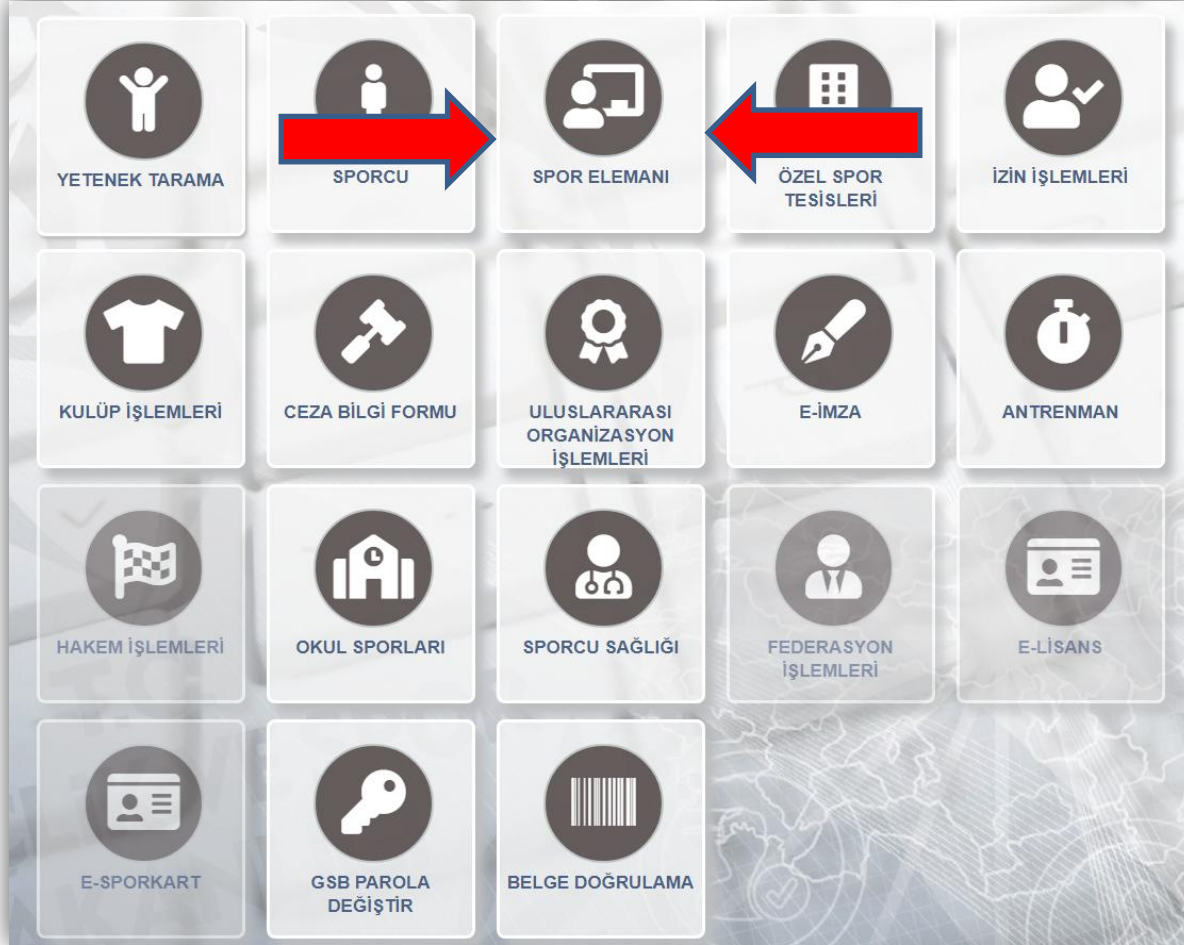 YETENEK TARAMA
SPORCU
SPOR ELEMANI
ÖZEL SPOR
TESİSLERİ
İZİN İŞLEMLERİ
KULÜP İŞLEMLERİ
CEZA BİLGİ FORMU
ULUSLARARASI
ORGANİZASYON
İŞLEMLERİ
E-İMZA
ANTRENMAN
HAKEM İŞLEMLERİ
OKUL SPORLARI
SPORCU SAĞLIĞI
FEDERASYON
İŞLEMLERİ
E-LİSANS
E-SPORKART
GSB PAROLA
DEĞİŞTİR
BELGE DOĞRULAMA